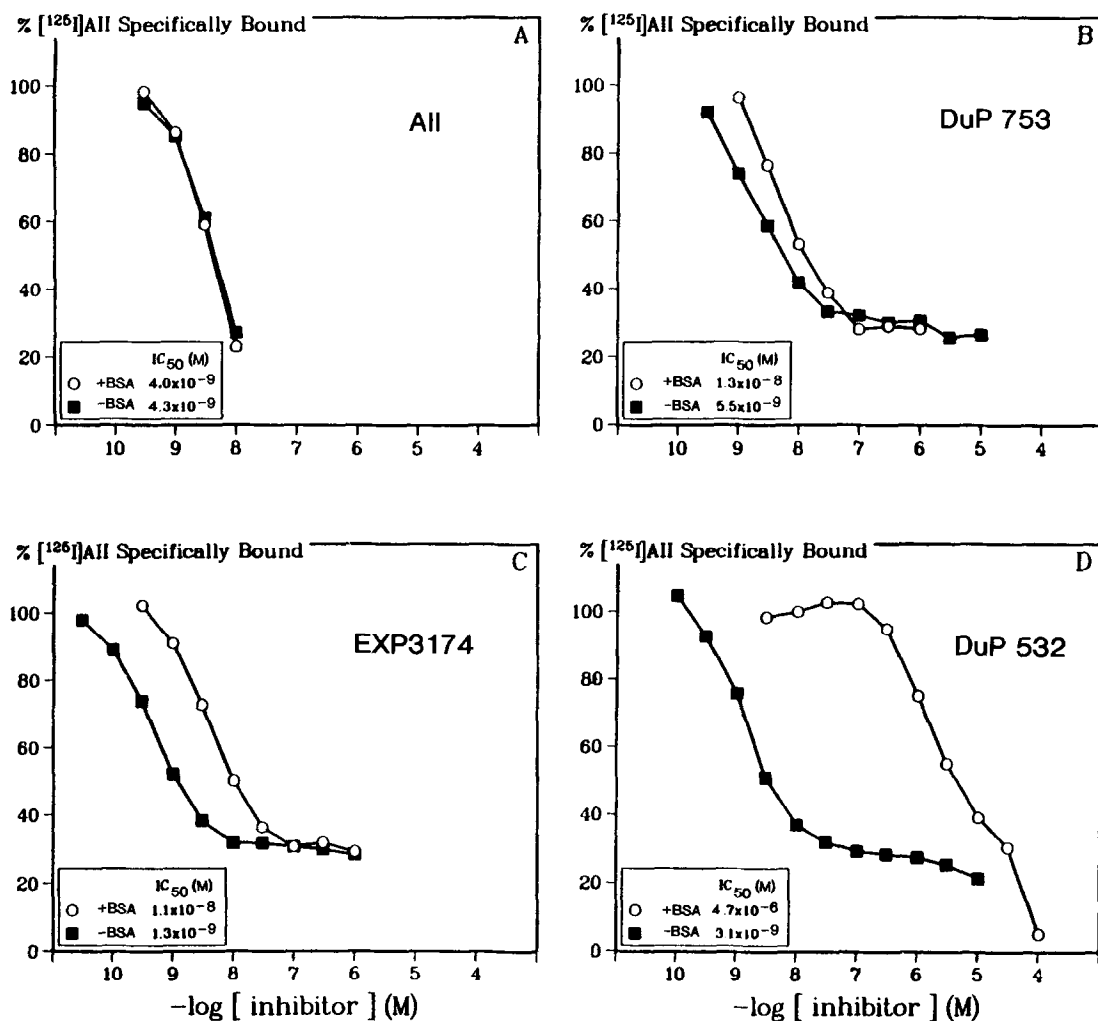 % [¹²⁵I]AII Specifically Bound
A
100
80
60
40
20
0
AII
IC₅₀ (M)
+BSA 4.0x10⁻⁹
−BSA 4.3x10⁻⁹
10 9 8 7 6 5 4
% [¹²⁵I]AII Specifically Bound
B
100
80
60
40
20
0
DuP 753
IC₅₀ (M)
+BSA 1.3x10⁻⁸
−BSA 5.5x10⁻⁹
10 9 8 7 6 5 4
% [¹²⁵I]AII Specifically Bound
C
100
80
60
40
20
0
EXP3174
IC₅₀ (M)
+BSA 1.1x10⁻⁸
−BSA 1.3x10⁻⁹
10 9 8 7 6 5 4
−log [ inhibitor ] (M)
% [¹²⁵I]AII Specifically Bound
D
100
80
60
40
20
0
DuP 532
IC₅₀ (M)
+BSA 4.7x10⁻⁶
−BSA 3.1x10⁻⁹
10 9 8 7 6 5 4
−log [ inhibitor ] (M)